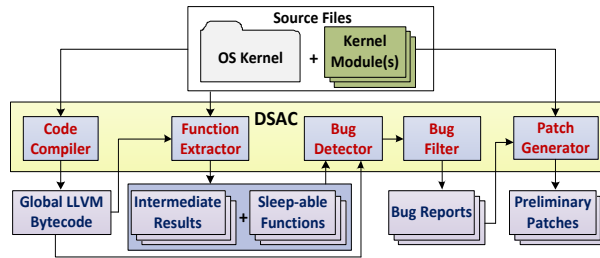 Source Files
OS Kernel
+
Kernel
Module(s)
DSAC
Code
Compiler
Function
Extractor
Bug
Detector
Bug
Filter
Patch
Generator
Global LLVM
Bytecode
Intermediate
Results
+
Sleep-able
Functions
Bug Reports
Preliminary
Patches